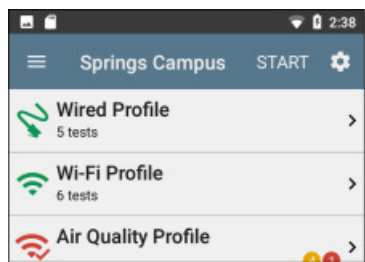 2:38
Springs Campus START
Wired Profile
5 tests
Wi-Fi Profile
6 tests
Air Quality Profile